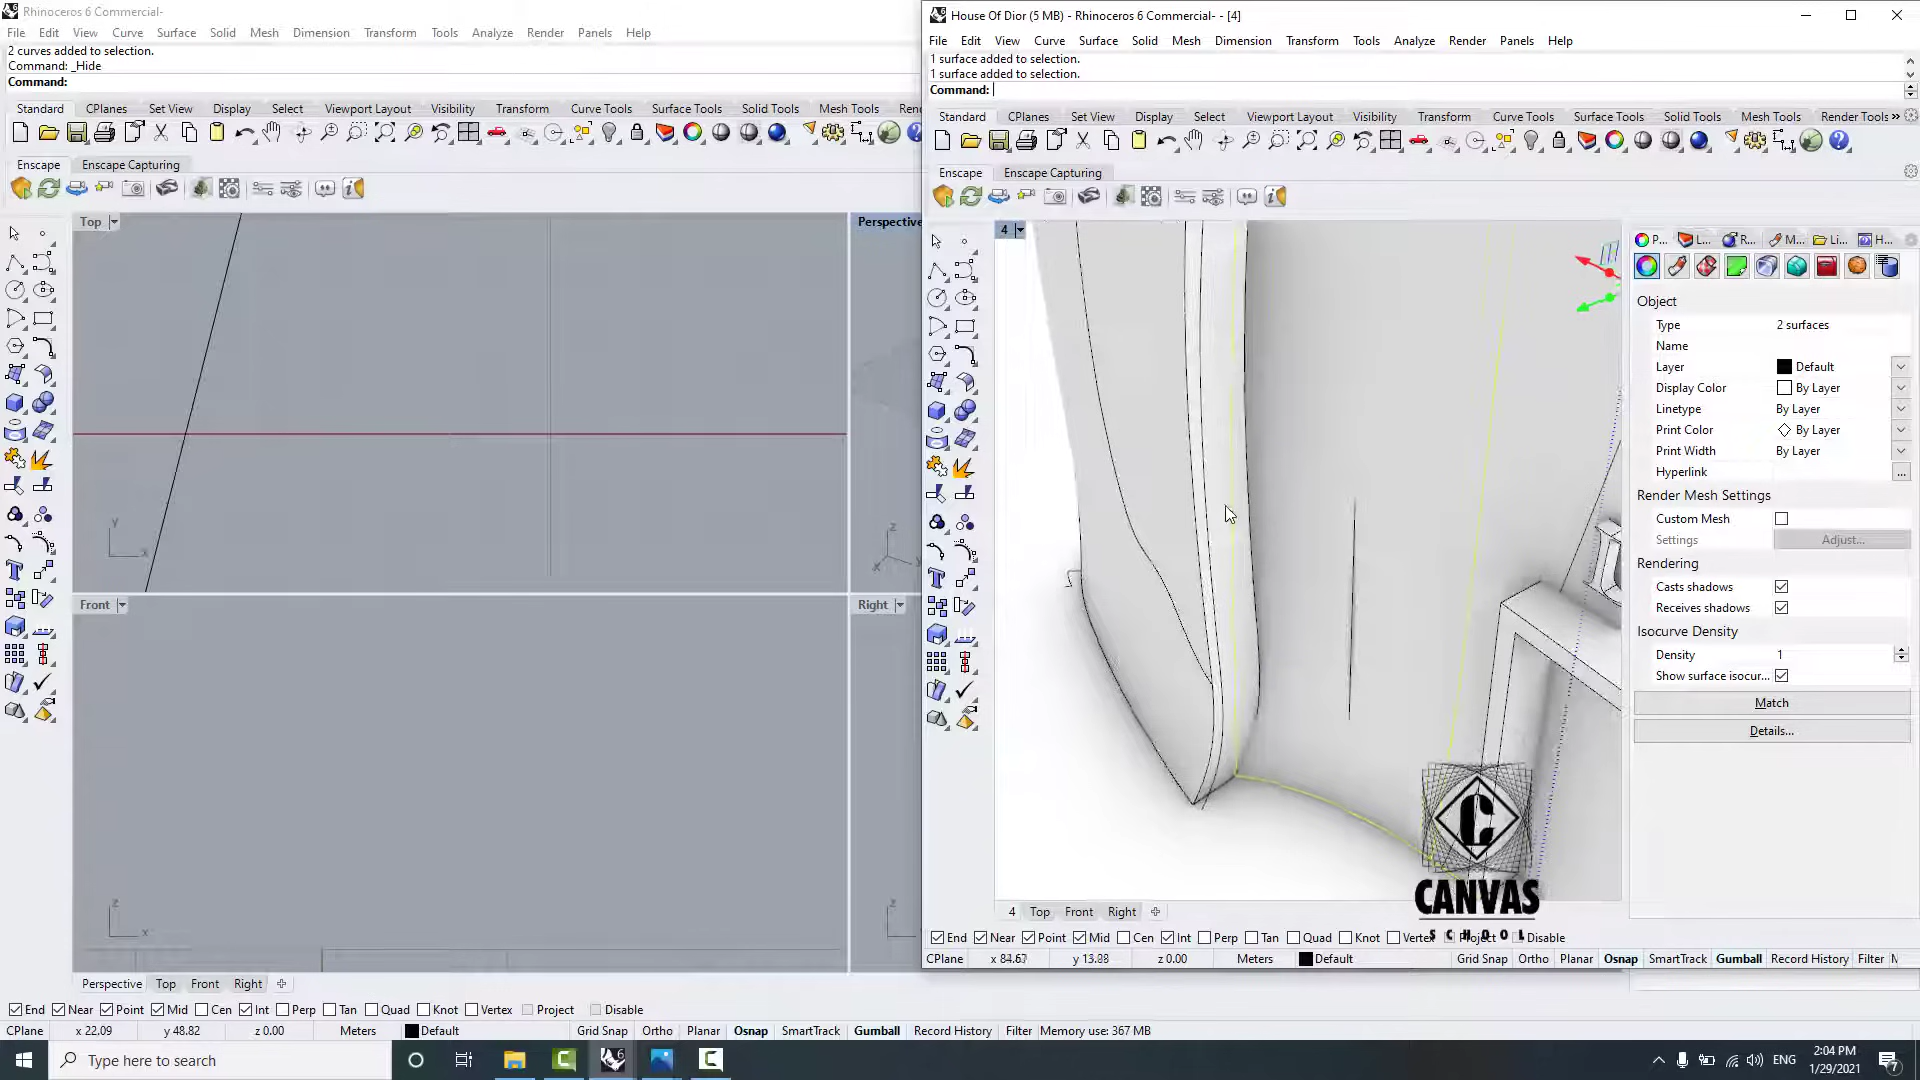 Rhinoceros 6 Commercial-
File Edit View Curve Surface Solid Mesh Dimension Transform Tools Analyze Render Panels Help
2 curves added to selection.
Command: _Hide
Command:
Standard CPlanes Set View Display Select Viewport Layout Visibility Transform Curve Tools Surface Tools Solid Tools Mesh Tools Ren
Enscape Enscape Capturing
Top
Perspective
y
x
z
x
Front
Right
z
x
z
Perspective Top Front Right
End Near Point Mid Cen Int Perp Tan Quad Knot Vertex Project Disable
CPlane x 22.09 y 48.82 z 0.00 Meters Default Grid Snap Ortho Planar Osnap SmartTrack Gumball Record History Filter Memory use: 367 MB
House Of Dior (5 MB) - Rhinoceros 6 Commercial- - [4]
File Edit View Curve Surface Solid Mesh Dimension Transform Tools Analyze Render Panels Help
1 surface added to selection.
1 surface added to selection.
Command:
Standard CPlanes Set View Display Select Viewport Layout Visibility Transform Curve Tools Surface Tools Solid Tools Mesh Tools Render Tools
Enscape Enscape Capturing
4
P... L... R... M... Li... H...
Object
Type 2 surfaces
Name
Layer Default
Display Color By Layer
Linetype By Layer
Print Color By Layer
Print Width By Layer
Hyperlink ...
Render Mesh Settings
Custom Mesh
Settings Adjust...
Rendering
Casts shadows
Receives shadows
Isocurve Density
Density 1
Show surface isocur...
Match
Details...
C
CANVAS
SCHOOL
4 Top Front Right
End Near Point Mid Cen Int Perp Tan Quad Knot Vertex Project Disable
CPlane x 84.67 y 13.88 z 0.00 Meters Default Grid Snap Ortho Planar Osnap SmartTrack Gumball Record History Filter
Type here to search
ENG
2:04 PM
1/29/2021
7